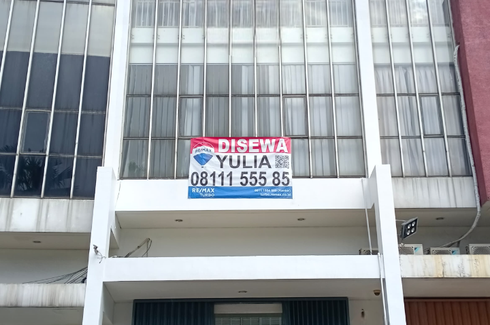 DISEWA
YULIA
08111 555 85
RE/MAX